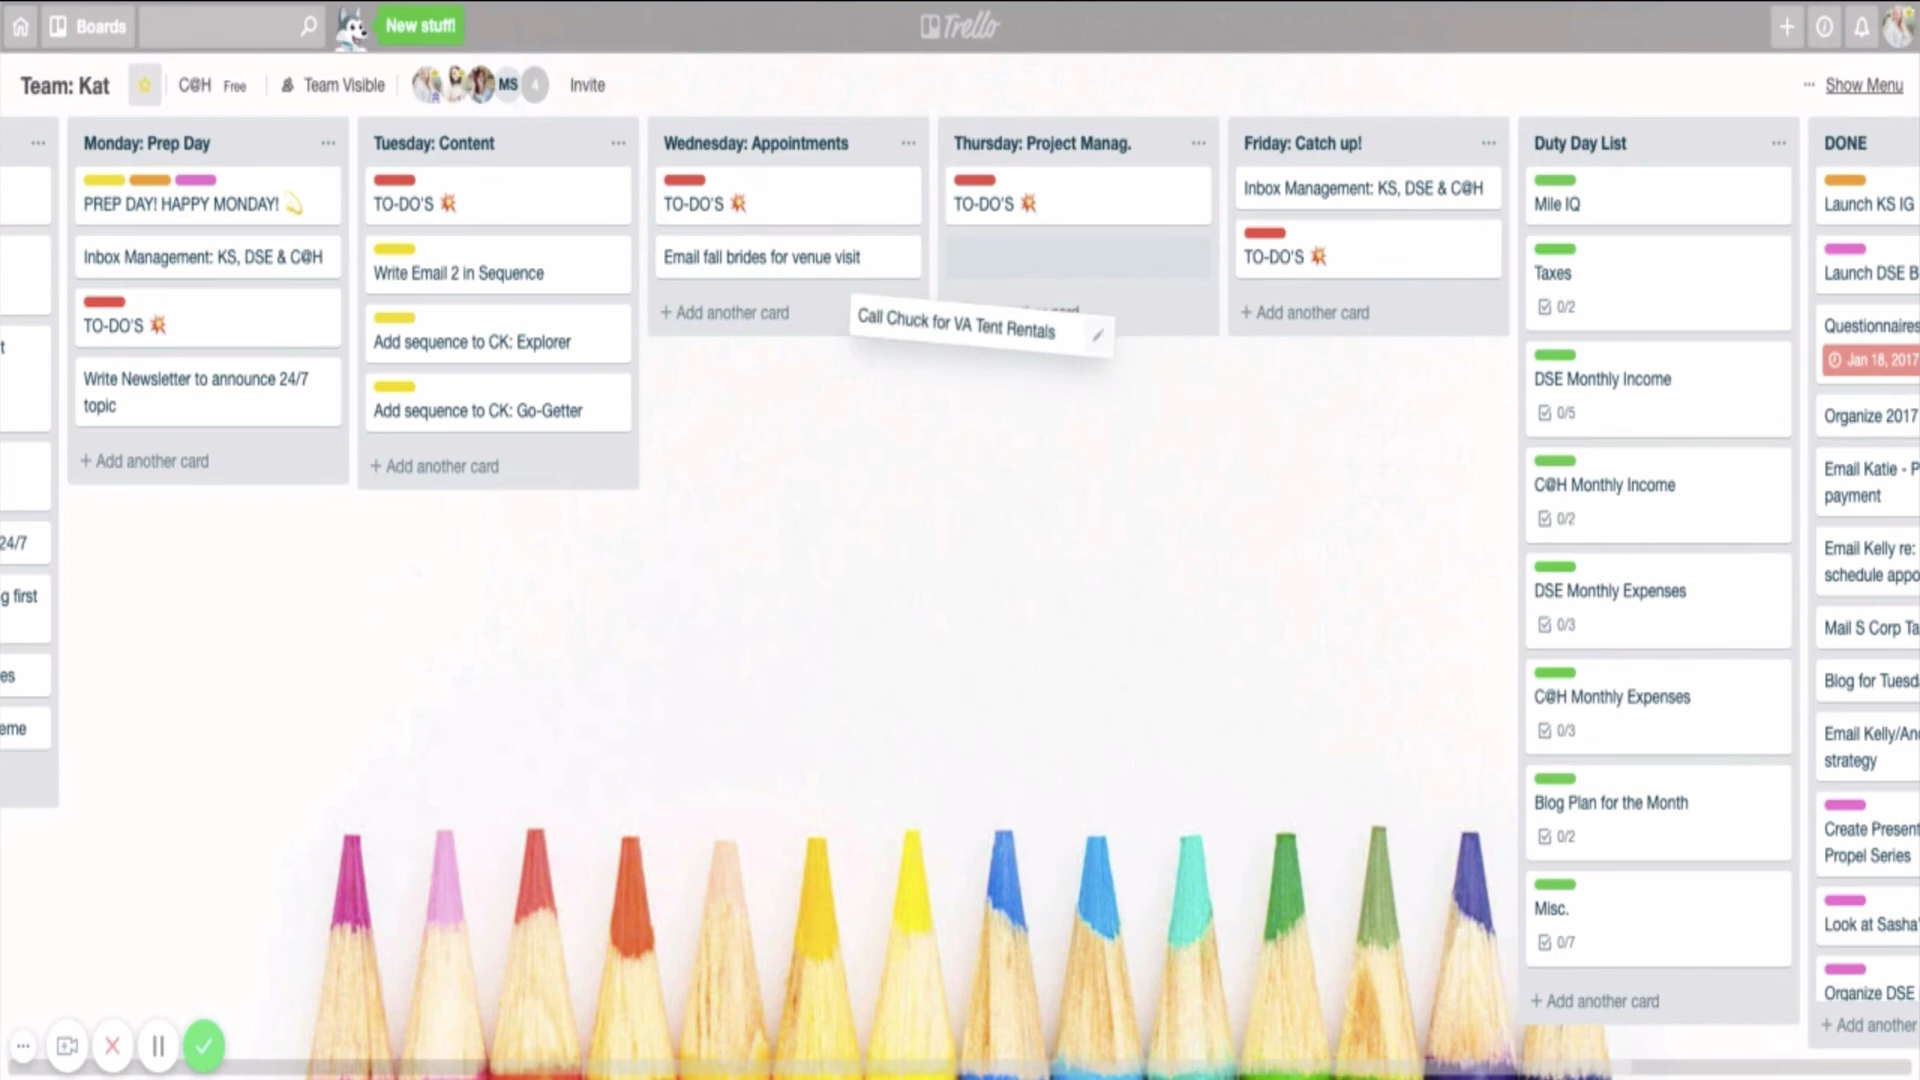 Boards
New stuff!
Trello
Team: Kat
C@H
Free
Team Visible
MS
4
Invite
Show Menu
t
24/7
g first
es
eme
Monday: Prep Day
PREP DAY! HAPPY MONDAY!
Inbox Management: KS, DSE & C@H
TO-DO'S
Write Newsletter to announce 24/7
topic
+ Add another card
Tuesday: Content
TO-DO'S
Write Email 2 in Sequence
Add sequence to CK: Explorer
Add sequence to CK: Go-Getter
+ Add another card
Wednesday: Appointments
TO-DO'S
Email fall brides for venue visit
+ Add another card
Thursday: Project Manag.
TO-DO'S
Call Chuck for VA Tent Rentals
Friday: Catch up!
Inbox Management: KS, DSE & C@H
TO-DO'S
+ Add another card
Duty Day List
Mile IQ
Taxes
0/2
DSE Monthly Income
0/5
C@H Monthly Income
0/2
DSE Monthly Expenses
0/3
C@H Monthly Expenses
0/3
Blog Plan for the Month
0/2
Misc.
0/7
+ Add another card
DONE
Launch KS IG
Launch DSE B
Questionnaires
Jan 18, 2017
Organize 2017
Email Katie - P
payment
Email Kelly re:
schedule appo
Mail S Corp Ta
Blog for Tuesd
Email Kelly/An
strategy
Create Present
Propel Series
Look at Sasha'
Organize DSE
+ Add another